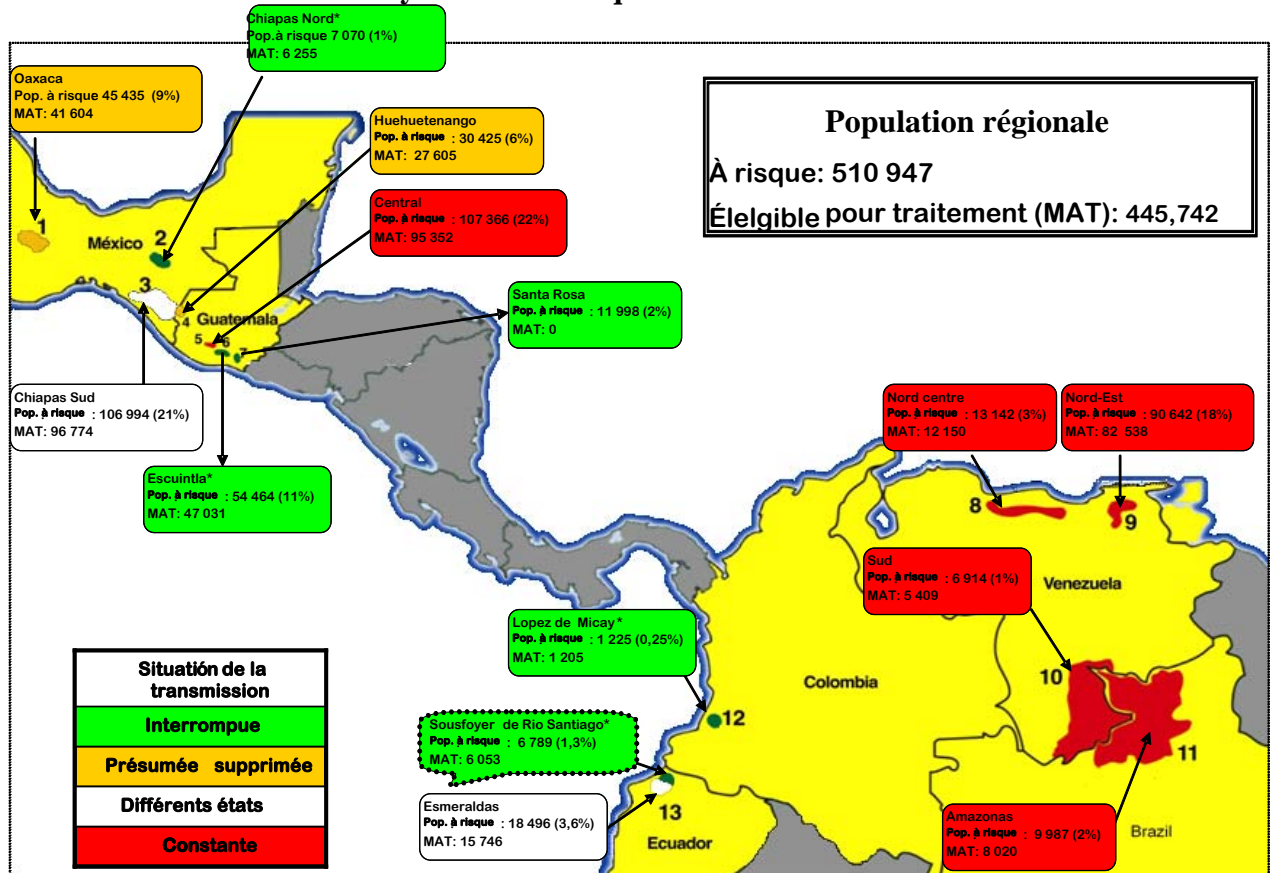 Chiapas Nord*
Pop.à risque 7 070 (1%)
MAT: 6 255
Oaxaca
Pop. à risque 45 435 (9%)
MAT: 41 604
Huehuetenango
Pop. à risque : 30 425 (6%)
MAT: 27 605
Central
Pop. à risque : 107 366 (22%)
MAT: 95 352
Population régionale
À risque: 510 947
Élelgible pour traitement (MAT): 445,742
1
México
2
3
4
Guatemala
5
6
7
Santa Rosa
Pop. à risque : 11 998 (2%)
MAT: 0
Chiapas Sud
Pop. à risque : 106 994 (21%)
MAT: 96 774
Escuintla*
Pop. à risque : 54 464 (11%)
MAT: 47 031
Nord centre
Pop. à risque : 13 142 (3%)
MAT: 12 150
Nord-Est
Pop. à risque : 90 642 (18%)
MAT: 82 538
8
9
Sud
Pop. à risque : 6 914 (1%)
MAT: 5 409
Venezuela
Lopez de Micay*
Pop. à risque : 1 225 (0,25%)
MAT: 1 205
10
Colombia
12
11
Sousfoyer de Rio Santiago*
Pop. à risque : 6 789 (1,3%)
MAT: 6 053
Esmeraldas
Pop. à risque : 18 496 (3,6%)
MAT: 15 746
13
Ecuador
Amazonas
Pop. à risque : 9 987 (2%)
MAT: 8 020
Brazil
Situatión de la
transmission
Interrompue
Présumée supprimée
Différents états
Constante